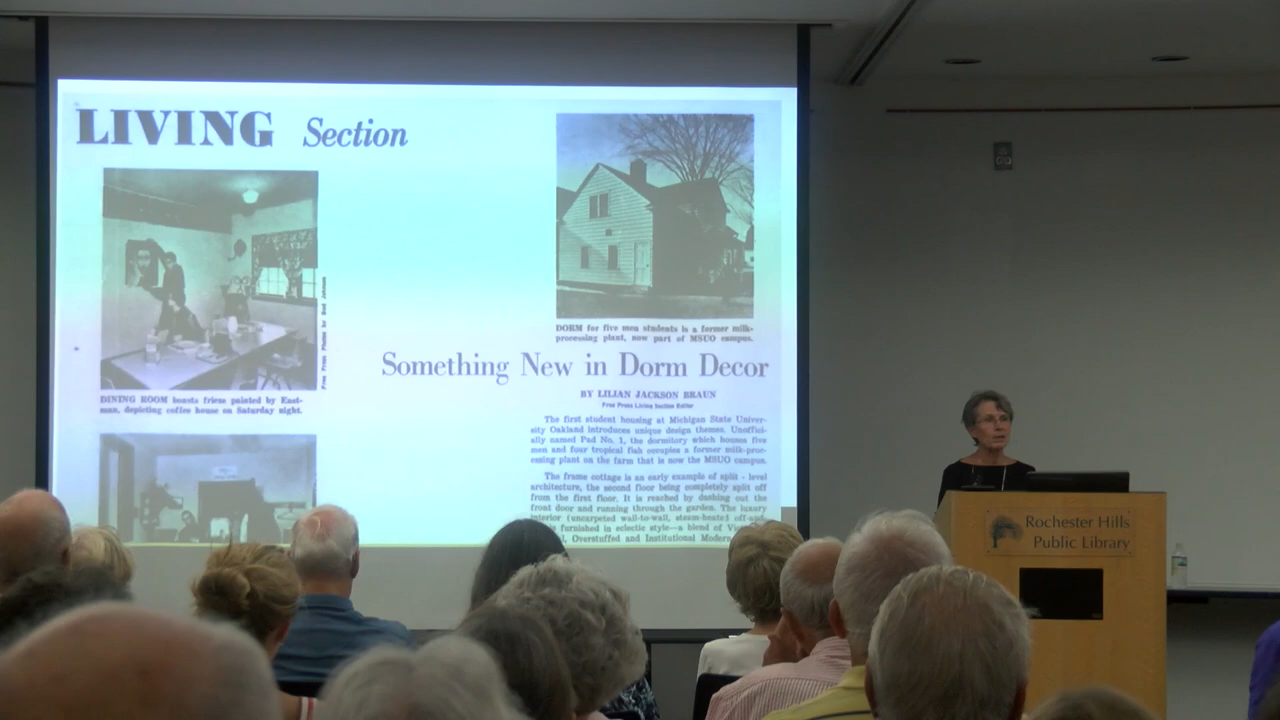 LIVING Section
Free Press Photos by
DINING ROOM boasts frieze painted by East-
man, depicting coffee house on Saturday night.
DORM for five men students is a former milk-
processing plant, now part of MSUO campus.
Something New in Dorm Decor
BY LILIAN JACKSON BRAUN
Free Press Living Section Editor
The first student housing at Michigan State Univer-
sity Oakland introduces unique design themes. Unoffici-
ally named Pad No. 1, the dormitory which houses five
men and four tropical fish occupies a former milk-proc-
essing plant on the farm that is now the MSUO campus.
The frame cottage is an early example of split - level
architecture, the second floor being completely split off
from the first floor. It is reached by dashing out the
front door and running through the garden. The luxury
interior (uncarpeted wall-to-wall, steam-heated
is furnished in eclectic style—a blend of
Overstuffed and Institutional Modern
Rochester Hills
Public Library